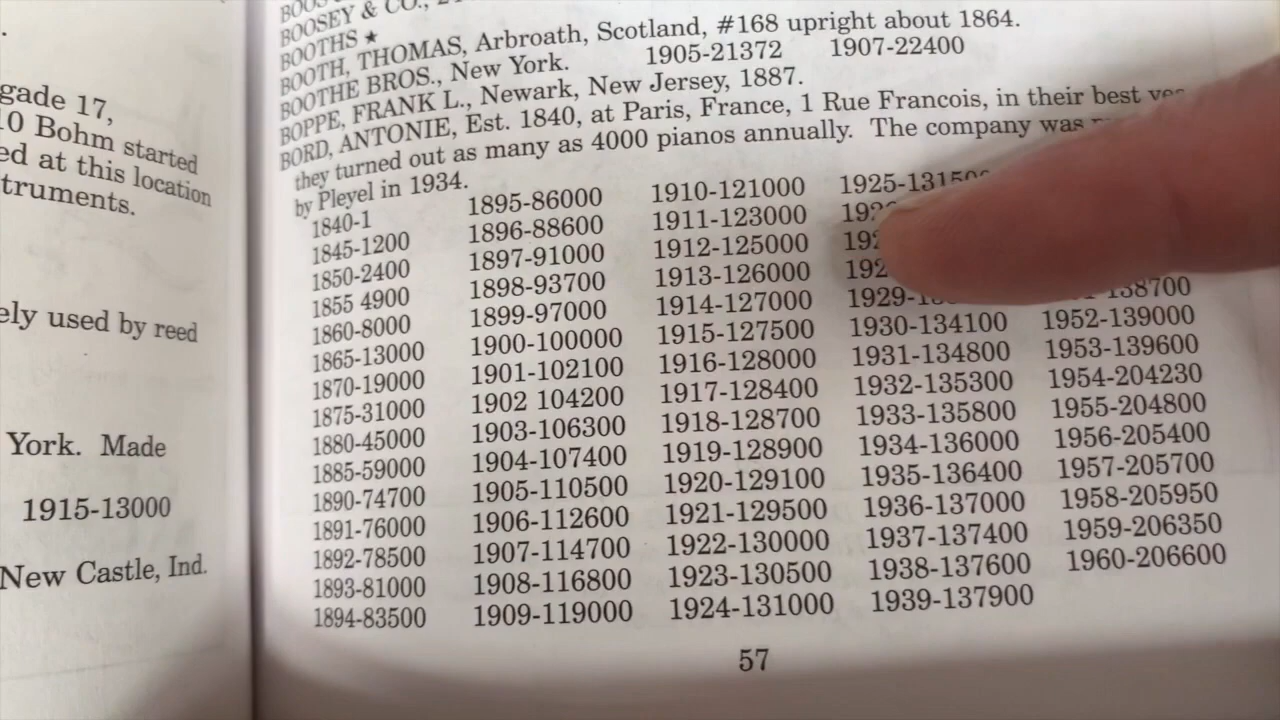 gade 17,
10 Bohm started
ed at this location
truments.
ely used by reed
York. Made
1915-13000
New Castle, Ind.
BOOSEY & CO.,
BOOTHS ★
BOOTH, THOMAS, Arbroath, Scotland, #168 upright about 1864.
BOOTHE BROS., New York. 1905-21372 1907-22400
BOPPE, FRANK L., Newark, New Jersey, 1887.
BORD, ANTONIE, Est. 1840, at Paris, France, 1 Rue Francois, in their best
they turned out as many as 4000 pianos annually. The company was
by Pleyel in 1934.
1840-1 1895-86000 1910-121000 1925-131500
1845-1200 1896-88600 1911-123000
1850-2400 1897-91000 1912-125000
1855 4900 1898-93700 1913-126000
1860-8000 1899-97000 1914-127000 1929- 138700
1865-13000 1900-100000 1915-127500 1930-134100 1952-139000
1870-19000 1901-102100 1916-128000 1931-134800 1953-139600
1875-31000 1902 104200 1917-128400 1932-135300 1954-204230
1880-45000 1903-106300 1918-128700 1933-135800 1955-204800
1885-59000 1904-107400 1919-128900 1934-136000 1956-205400
1890-74700 1905-110500 1920-129100 1935-136400 1957-205700
1891-76000 1906-112600 1921-129500 1936-137000 1958-205950
1892-78500 1907-114700 1922-130000 1937-137400 1959-206350
1893-81000 1908-116800 1923-130500 1938-137600 1960-206600
1894-83500 1909-119000 1924-131000 1939-137900
57